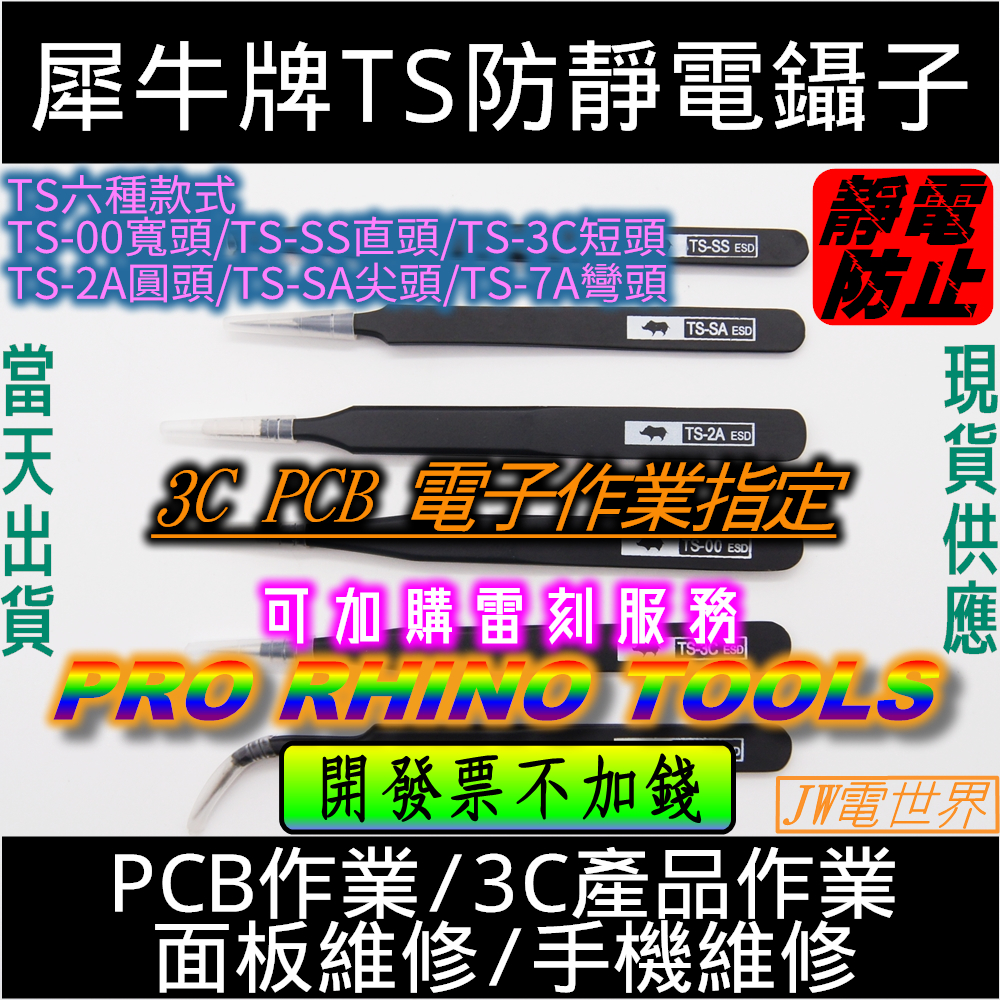 犀牛牌TS防靜電鑷子
TS六種款式
TS-00寬頭/TS-SS直頭/TS-3C短頭
TS-2A圓頭/TS-SA尖頭/TS-7A彎頭
靜電
防止
TS-SS ESD
TS-SA ESD
TS-2A ESD
當天出貨
現貨供應
3C PCB 電子作業指定
TS-00 ESD
可加購雷刻服務
TS-3C ESD
PRO RHINO TOOLS
開發票不加錢
JW電世界
PCB作業/3C產品作業
面板維修/手機維修